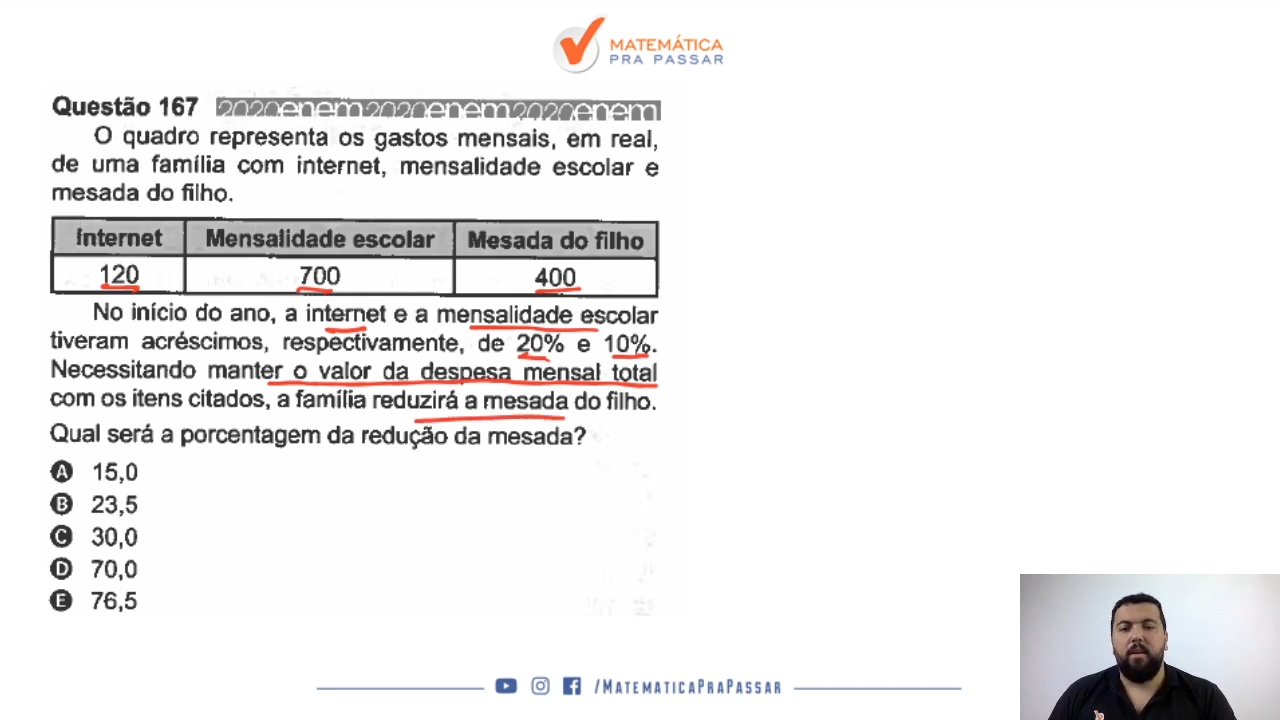 MATEMÁTICA
PRA PASSAR
Questão 167 2020enem2020enem2020enem
O quadro representa os gastos mensais, em real,
de uma família com internet, mensalidade escolar e
mesada do filho.
Internet Mensalidade escolar Mesada do filho
120 700 400
No início do ano, a internet e a mensalidade escolar
tiveram acréscimos, respectivamente, de 20% e 10%.
Necessitando manter o valor da despesa mensal total
com os itens citados, a família reduzirá a mesada do filho.
Qual será a porcentagem da redução da mesada?
A 15,0
B 23,5
C 30,0
D 70,0
E 76,5
/MATEMATICAPRAPASSAR